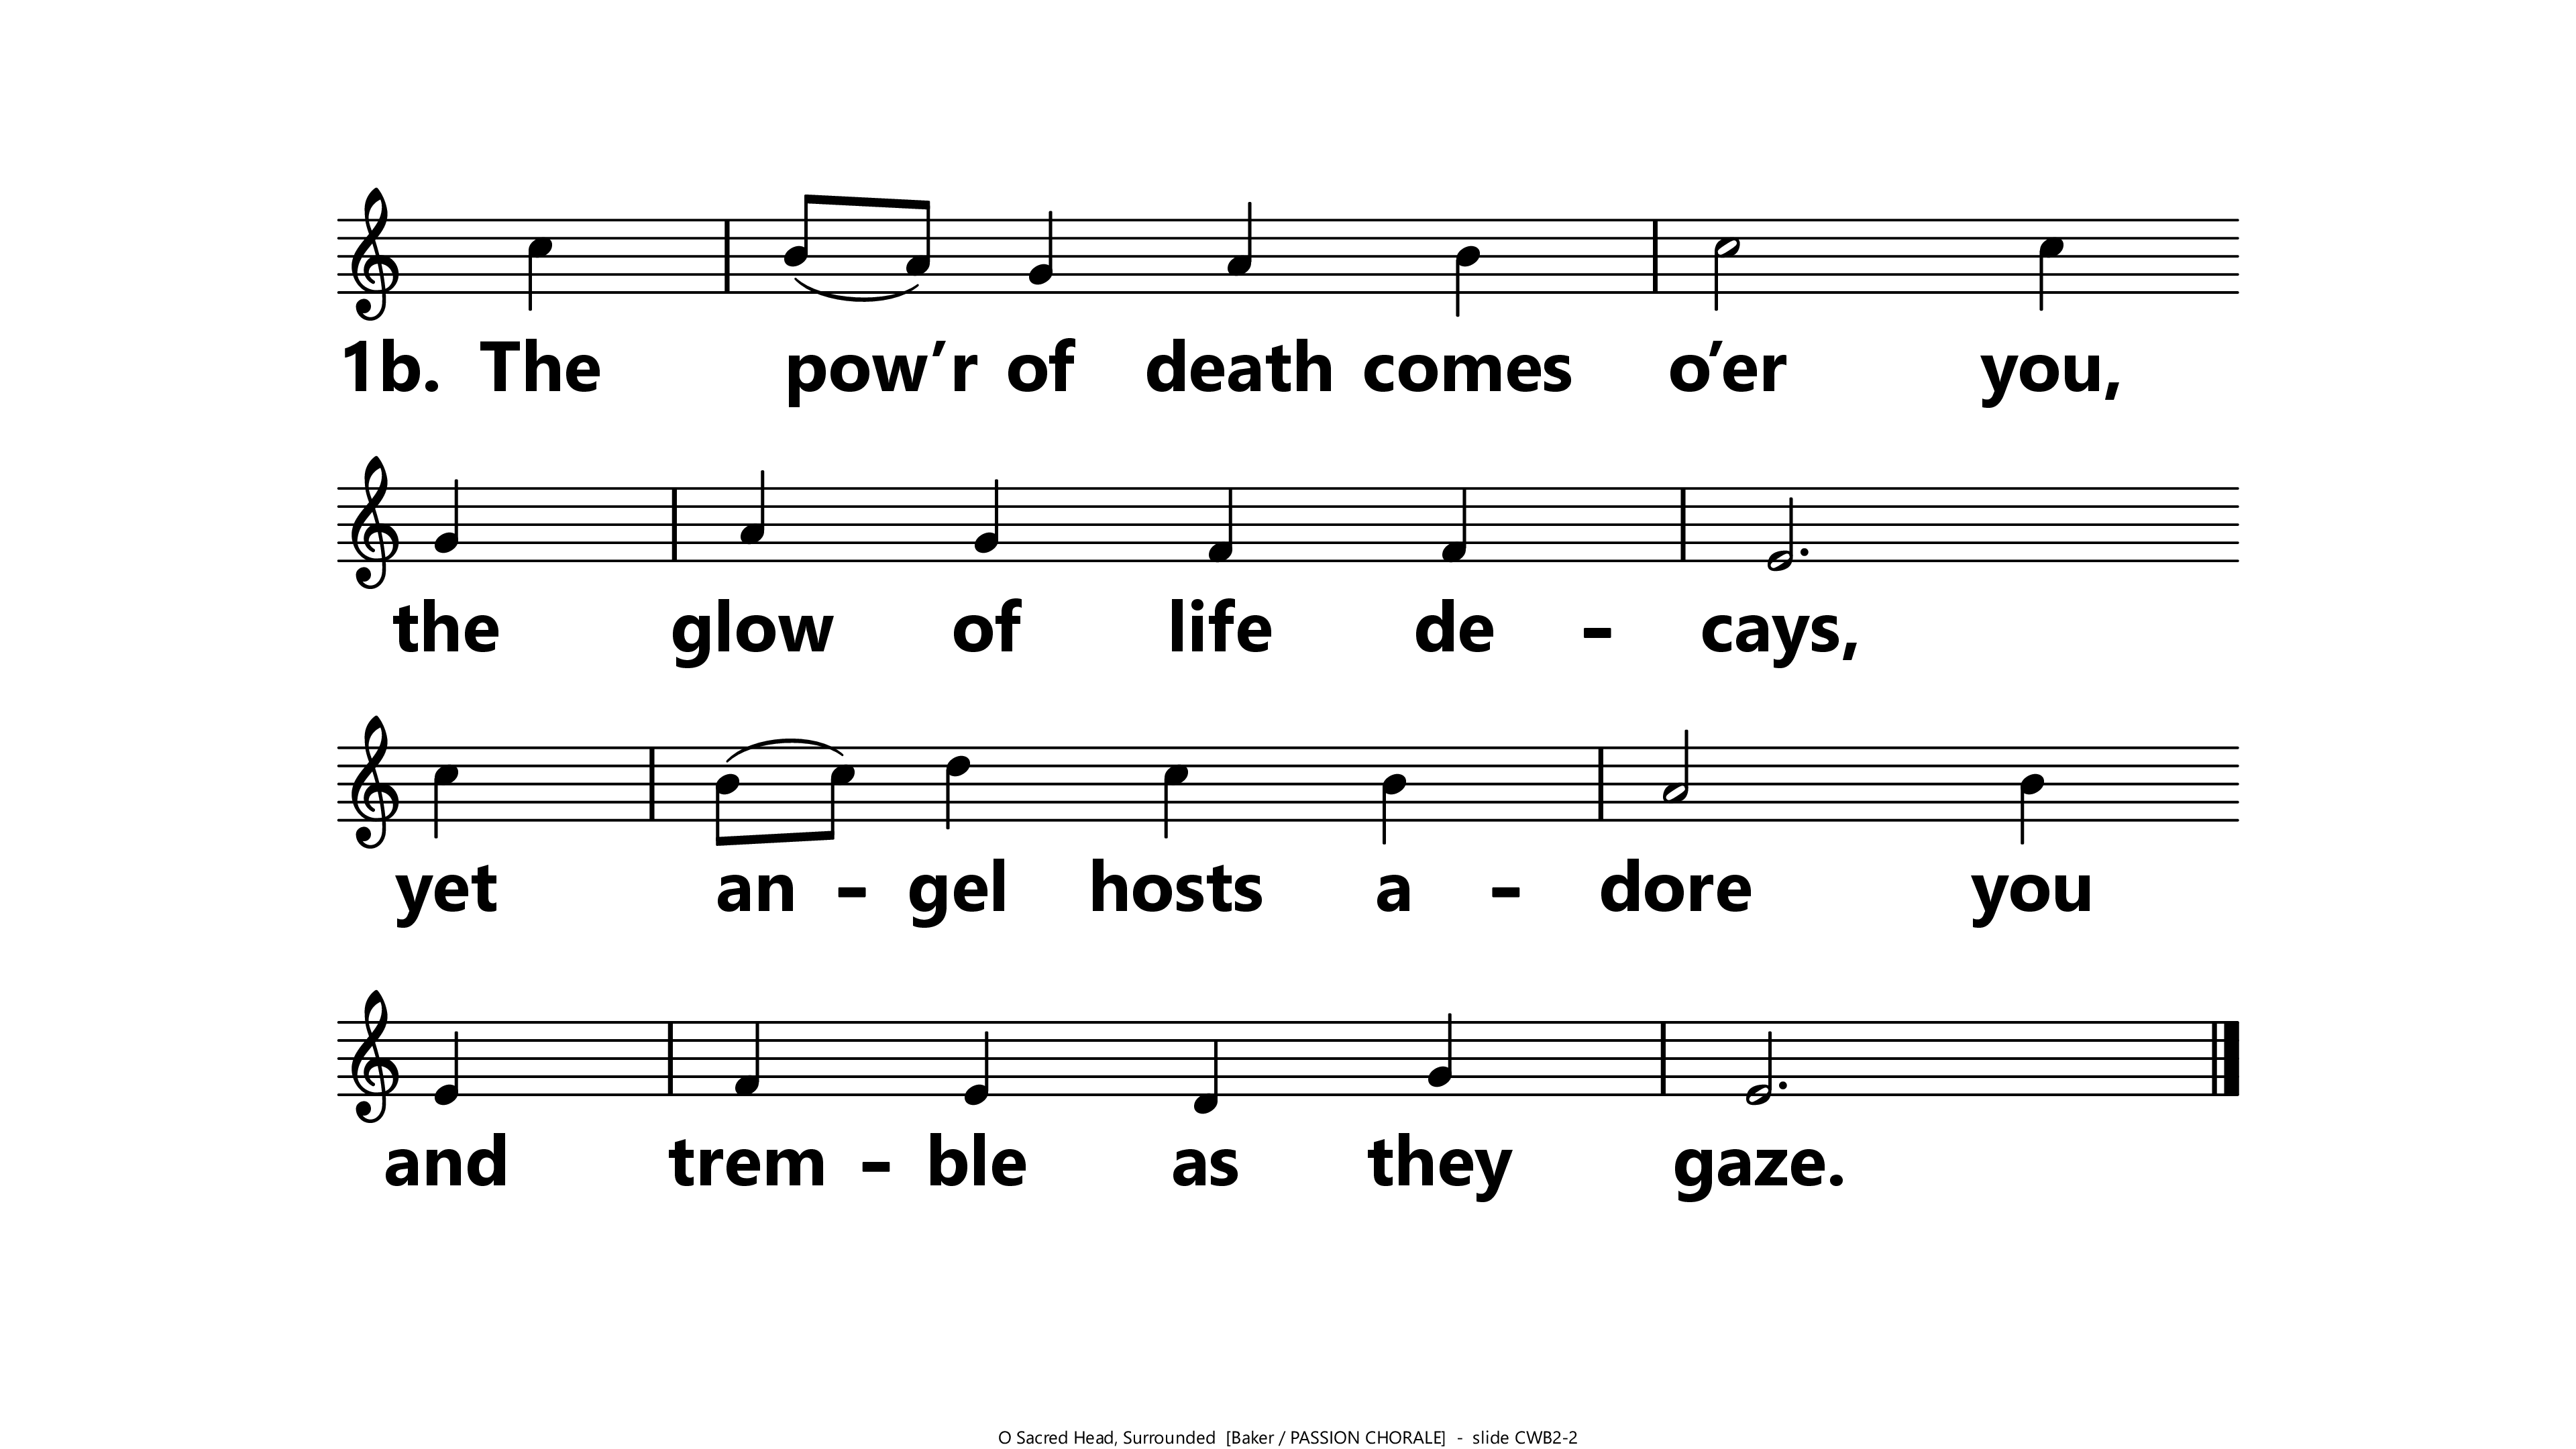 1b. The pow’r of death comes o’er you,
the glow of life de - cays,
yet an - gel hosts a - dore you
and trem - ble as they gaze.
O Sacred Head, Surrounded [Baker / PASSION CHORALE] - slide CWB2-2